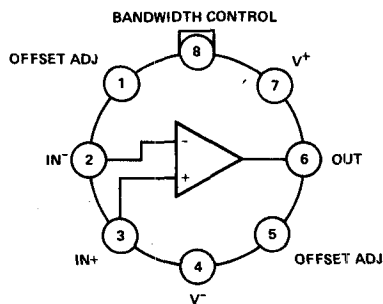 BANDWIDTH CONTROL
8
OFFSET ADJ
1
7
V+
IN-
2
-
6
OUT
+
3
IN+
5
OFFSET ADJ
4
V-